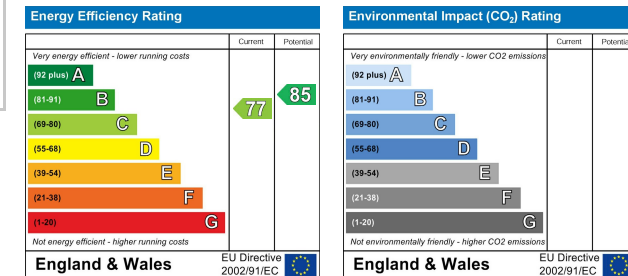 Energy Efficiency Rating
Current Potential
Very energy efficient - lower running costs
(92 plus) A
(81-91) B
(69-80) C
(55-68) D
(39-54) E
(21-38) F
(1-20) G
77
85
Not energy efficient - higher running costs
England & Wales
EU Directive
2002/91/EC
Environmental Impact (CO₂) Rating
Current Potential
Very environmentally friendly - lower CO2 emissions
(92 plus) A
(81-91) B
(69-80) C
(55-68) D
(39-54) E
(21-38) F
(1-20) G
Not environmentally friendly - higher CO2 emissions
England & Wales
EU Directive
2002/91/EC